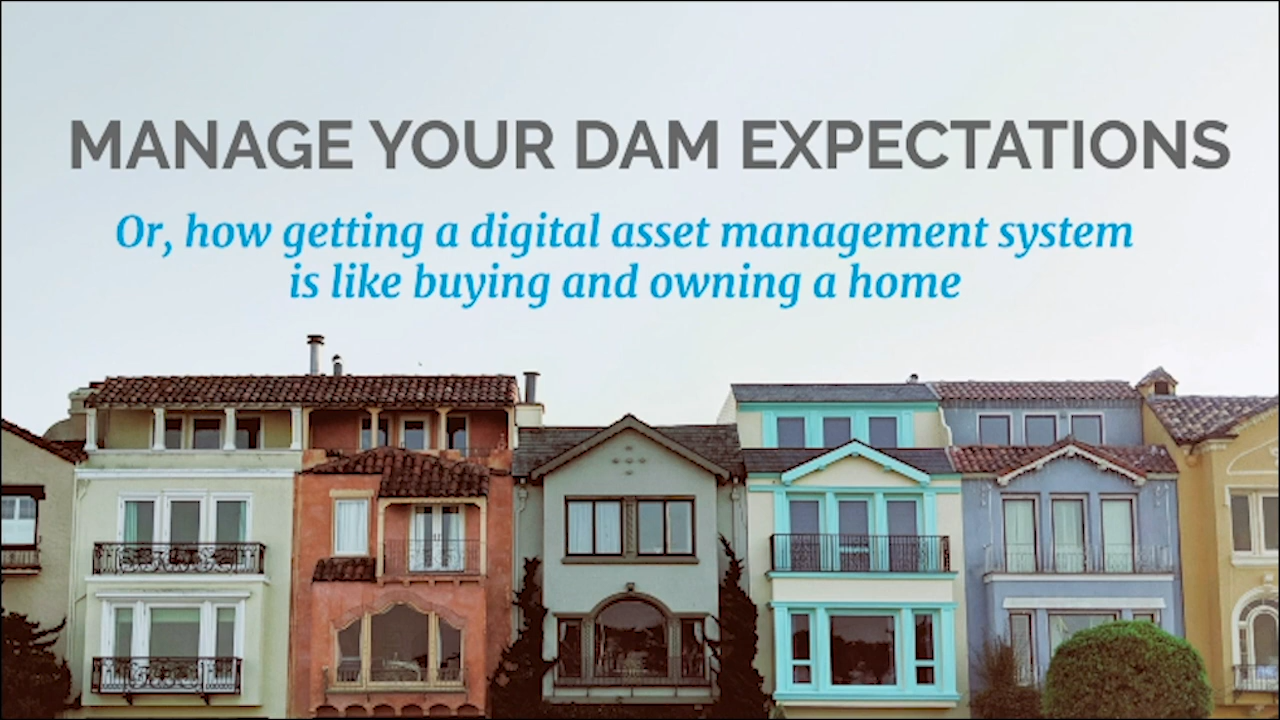 MANAGE YOUR DAM EXPECTATIONS
Or, how getting a digital asset management system
is like buying and owning a home